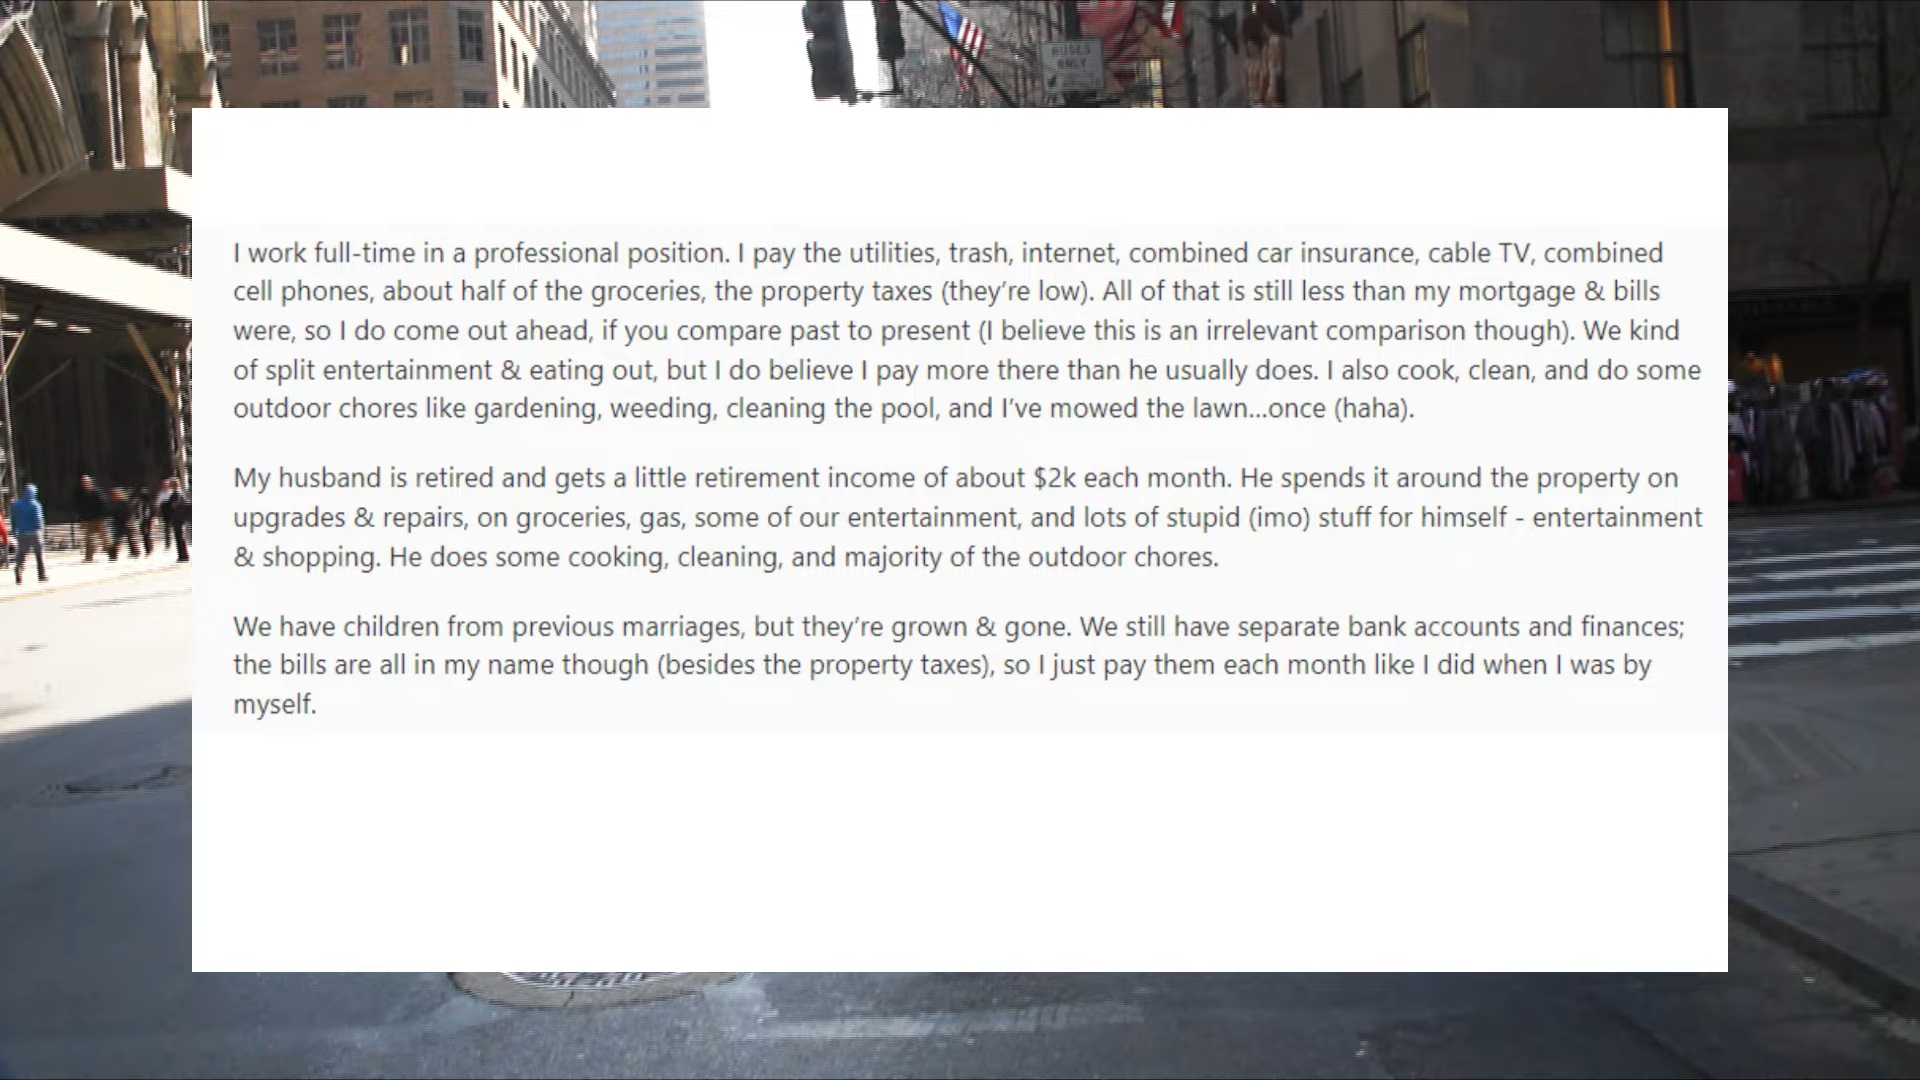 BUSES
ONLY
I work full-time in a professional position. I pay the utilities, trash, internet, combined car insurance, cable TV, combined
cell phones, about half of the groceries, the property taxes (they’re low). All of that is still less than my mortgage & bills
were, so I do come out ahead, if you compare past to present (I believe this is an irrelevant comparison though). We kind
of split entertainment & eating out, but I do believe I pay more there than he usually does. I also cook, clean, and do some
outdoor chores like gardening, weeding, cleaning the pool, and I’ve mowed the lawn...once (haha).
My husband is retired and gets a little retirement income of about $2k each month. He spends it around the property on
upgrades & repairs, on groceries, gas, some of our entertainment, and lots of stupid (imo) stuff for himself - entertainment
& shopping. He does some cooking, cleaning, and majority of the outdoor chores.
We have children from previous marriages, but they’re grown & gone. We still have separate bank accounts and finances;
the bills are all in my name though (besides the property taxes), so I just pay them each month like I did when I was by
myself.